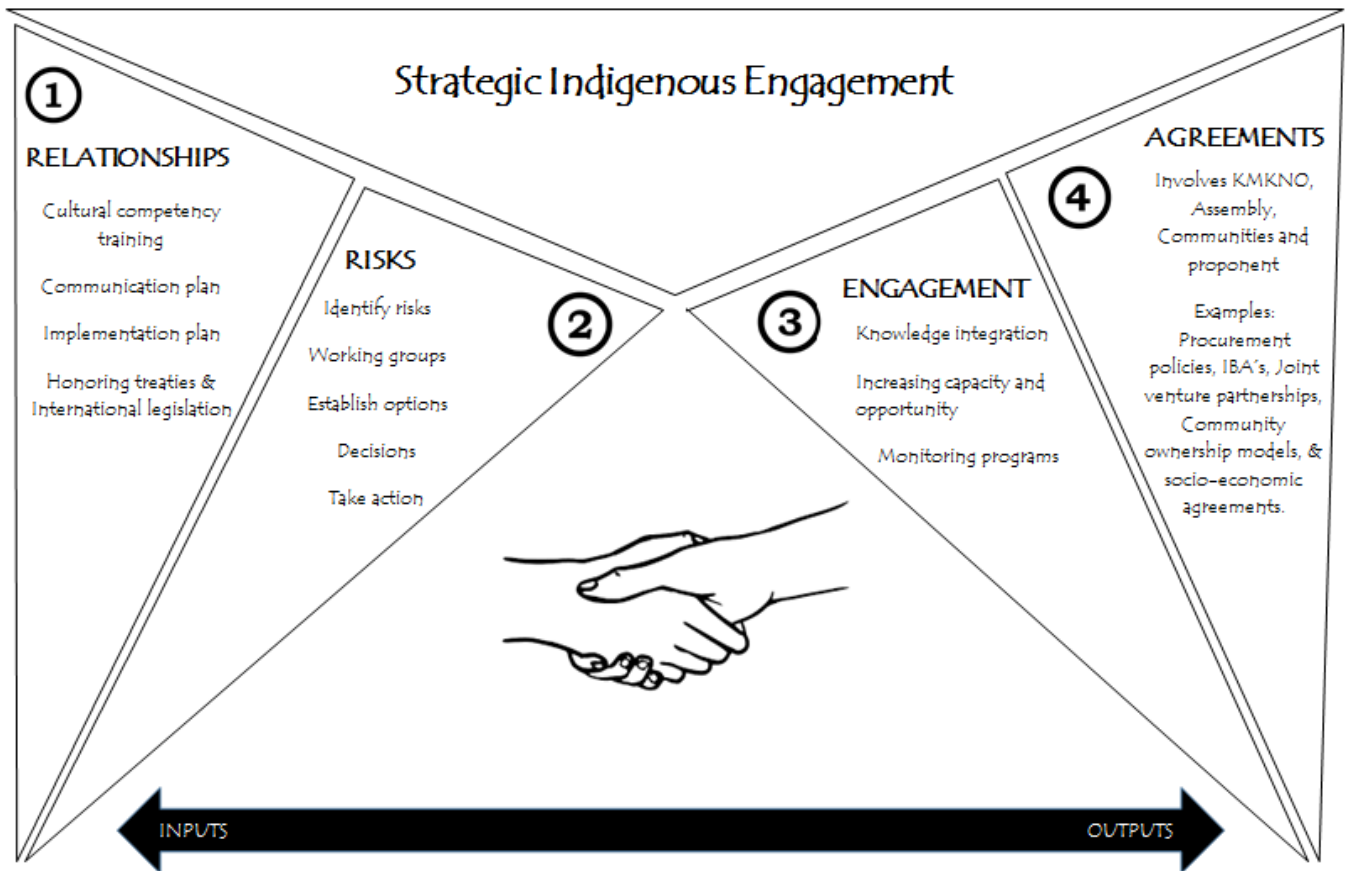 Strategic Indigenous Engagement
1
RELATIONSHIPS
Cultural competency
training
Communication plan
Implementation plan
Honoring treaties &
International legislation
RISKS
2
Identify risks
Working groups
Establish options
Decisions
Take action
3
ENGAGEMENT
Knowledge integration
Increasing capacity and
opportunity
Monitoring programs
4
AGREEMENTS
Involves KMKNO,
Assembly,
Communities and
proponent
Examples:
Procurement
policies, IBA's, Joint
venture partnerships,
Community
ownership models, &
socio-economic
agreements.
INPUTS
OUTPUTS